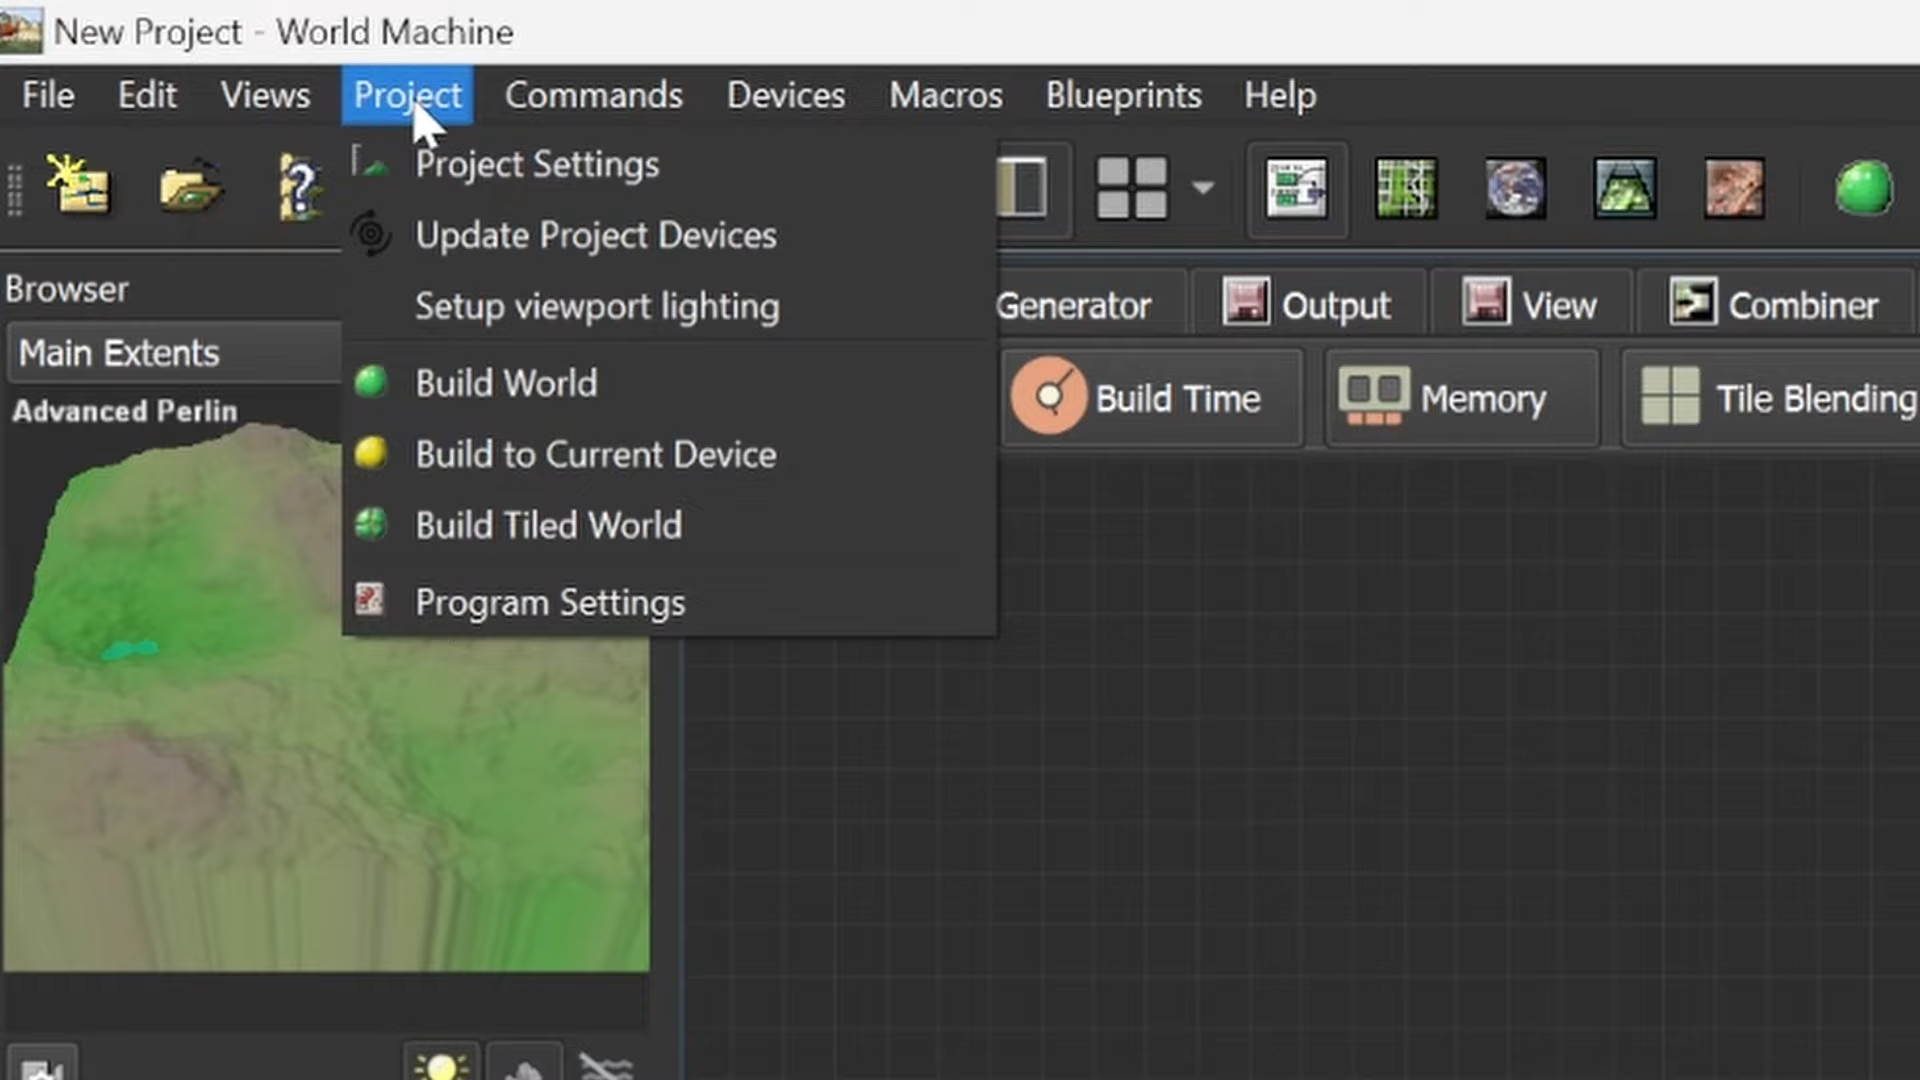 New Project - World Machine
File Edit Views Project Commands Devices Macros Blueprints Help
Project Settings
Update Project Devices
Setup viewport lighting
Build World
Build to Current Device
Build Tiled World
Program Settings
Generator Output View Combiner
Build Time Memory Tile Blending
Browser
Main Extents
Advanced Perlin